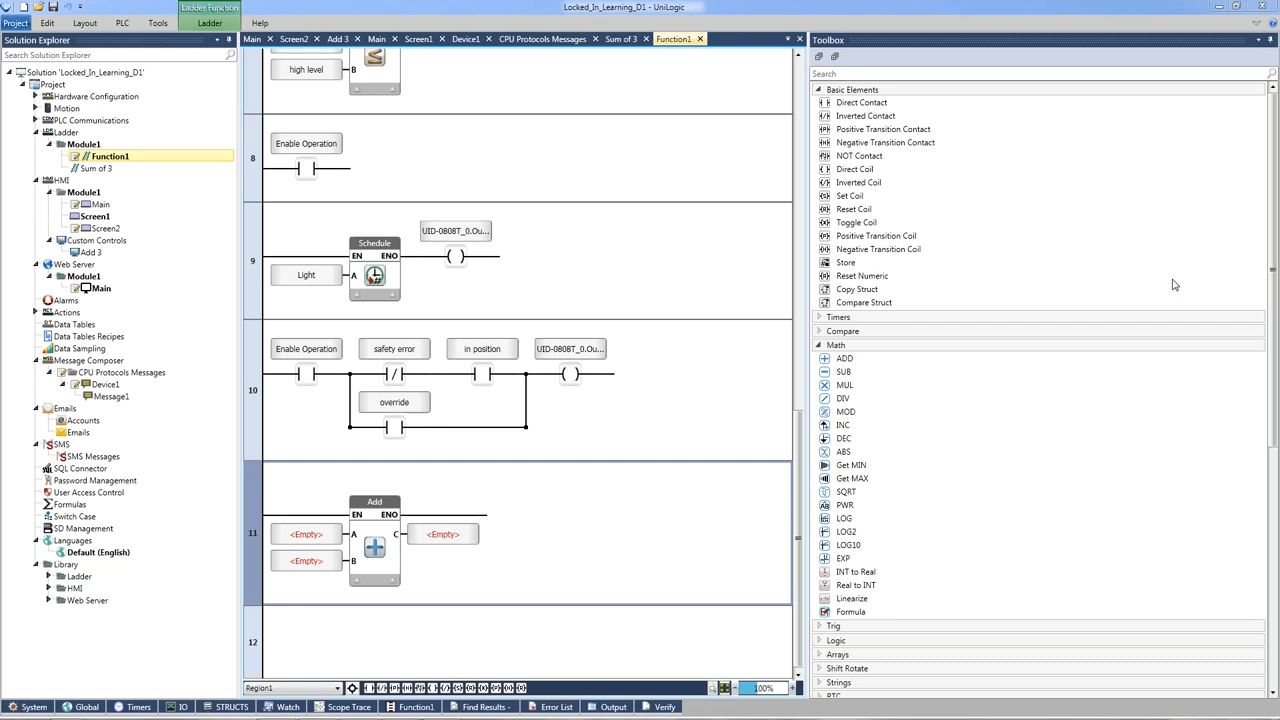 Ladder Function
Locked_In_Learning_D1 - UniLogic
Project Edit Layout PLC Tools Ladder Help
Solution Explorer
Search Solution Explorer
Solution 'Locked_In_Learning_D1'
Project
Hardware Configuration
Motion
PLC Communications
Ladder
Module1
Function1
Sum of 3
HMI
Module1
Main
Screen1
Screen2
Custom Controls
Add 3
Web Server
Module1
Main
Alarms
Actions
Data Tables
Data Tables Recipes
Data Sampling
Message Composer
CPU Protocols Messages
Device1
Message1
Emails
Accounts
Emails
SMS
SMS Messages
SQL Connector
Password Management
User Access Control
Formulas
Switch Case
SD Management
Languages
Default (English)
Library
Ladder
HMI
Web Server
Main Screen2 Add 3 Main Screen1 Device1 CPU Protocols Messages Sum of 3 Function1
high level B
8
Enable Operation
9
Schedule
EN ENO
Light A
UID-0808T_0.Ou...
10
Enable Operation safety error in position UID-0808T_0.Ou...
override
11
Add
EN ENO
<Empty> A C <Empty>
<Empty> B
12
Region1
100%
Toolbox
Search
Basic Elements
Direct Contact
Inverted Contact
Positive Transition Contact
Negative Transition Contact
NOT Contact
Direct Coil
Inverted Coil
Set Coil
Reset Coil
Toggle Coil
Positive Transition Coil
Negative Transition Coil
Store
Reset Numeric
Copy Struct
Compare Struct
Timers
Compare
Math
ADD
SUB
MUL
DIV
MOD
INC
DEC
ABS
Get MIN
Get MAX
SQRT
PWR
LOG
LOG2
LOG10
EXP
INT to Real
Real to INT
Linearize
Formula
Trig
Logic
Arrays
Shift Rotate
Strings
System Global Timers IO STRUCTS Watch Scope Trace Function1 Find Results - Error List Output Verify